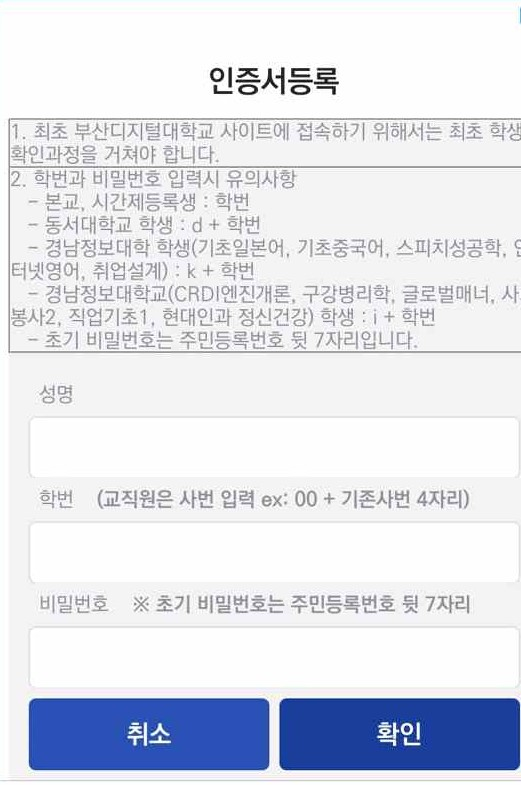 인증서등록
1. 최초 부산디지털대학교 사이트에 접속하기 위해서는 최초 학생
확인과정을 거쳐야 합니다.
2. 학번과 비밀번호 입력시 유의사항
- 본교, 시간제등록생 : 학번
- 동서대학교 학생 : d + 학번
- 경남정보대학 학생(기초일본어, 기초중국어, 스피치성공학, 인
터넷영어, 취업설계) : k + 학번
- 경남정보대학교(CRDI엔진개론, 구강병리학, 글로벌매너, 사
봉사2, 직업기초1, 현대인과 정신건강) 학생 : i + 학번
- 초기 비밀번호는 주민등록번호 뒷 7자리입니다.
성명
학번 (교직원은 사번 입력 ex: 00 + 기존사번 4자리)
비밀번호 ※ 초기 비밀번호는 주민등록번호 뒷 7자리
취소 확인